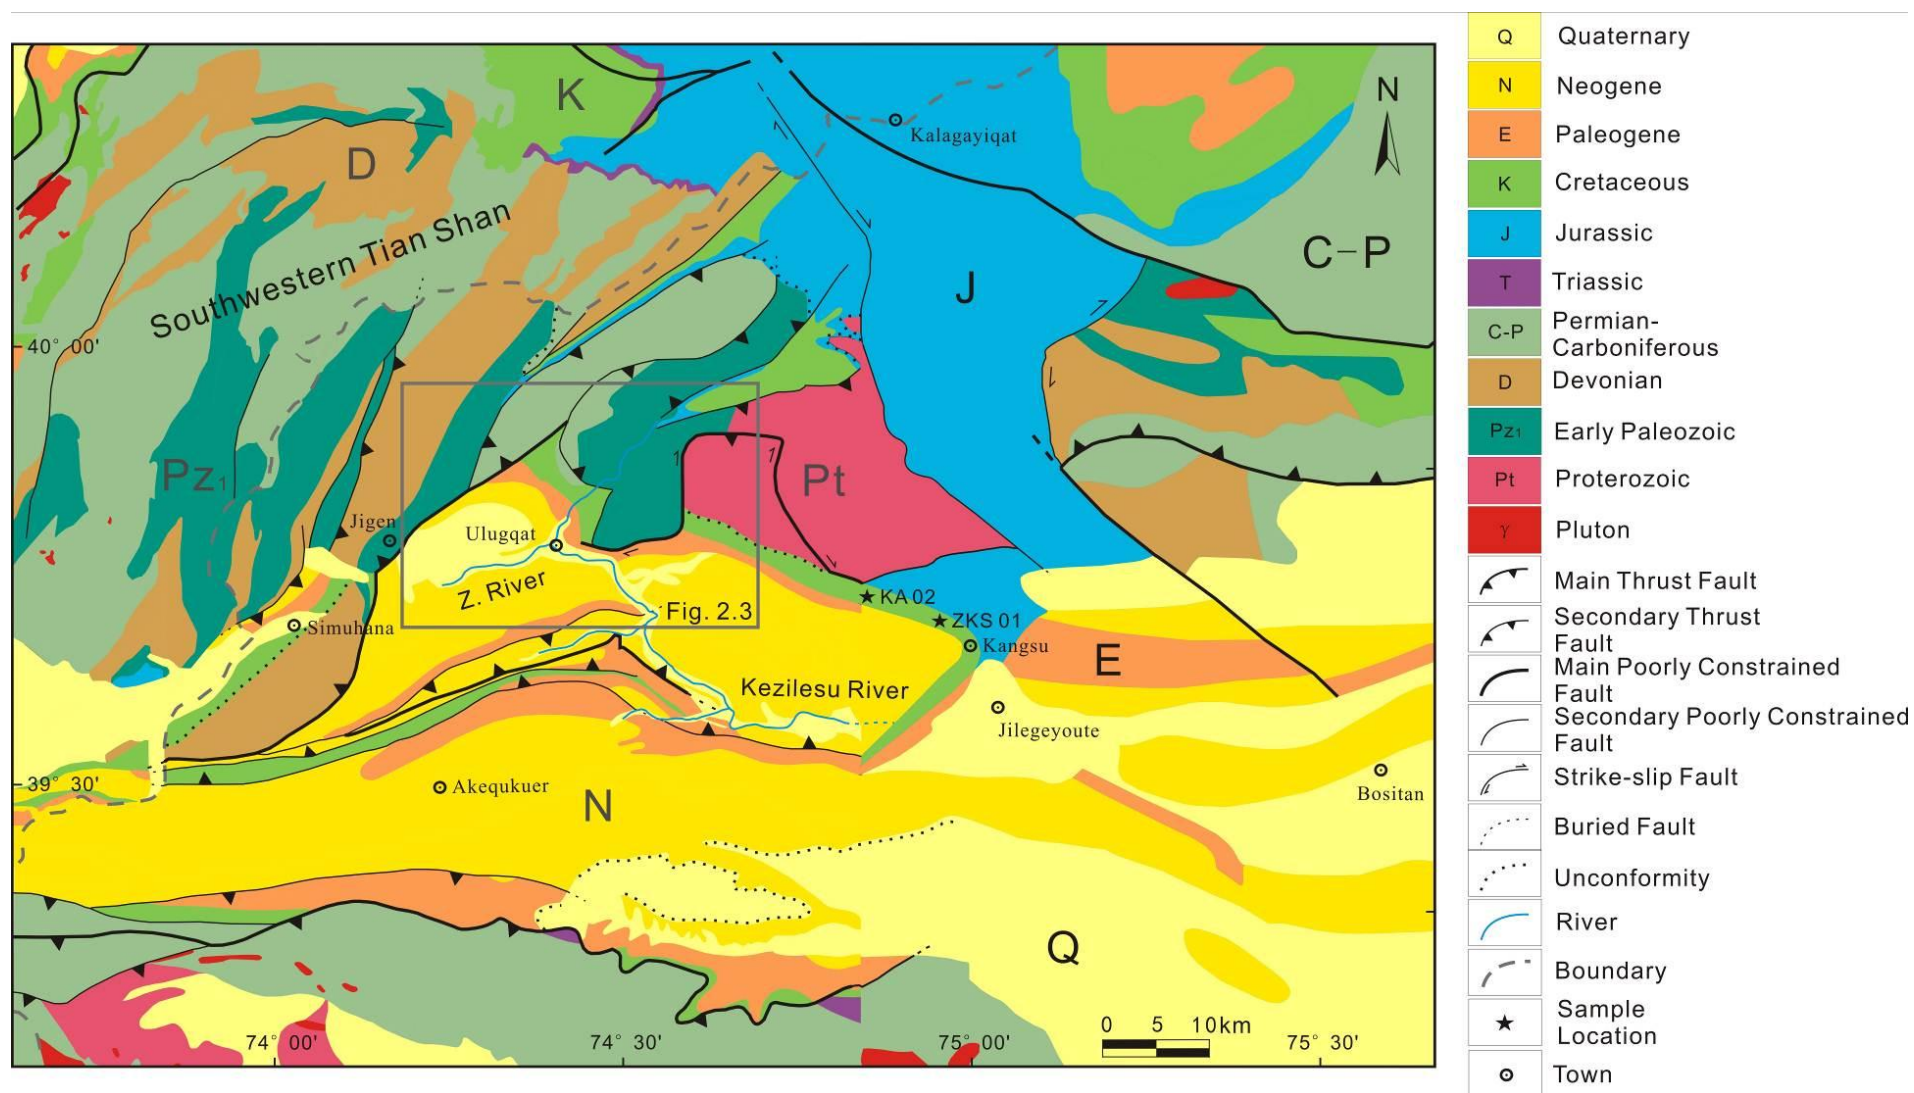 K
N
Kalagayiqat
D
Southwestern Tian Shan
C-P
J
40° 00'
Pz1
Pt
Jigen
Ulugqat
Z. River
KA 02
Fig. 2.3
ZKS 01
Simuhana
Kangsu
E
Kezilesu River
Jilegeyoute
39° 30'
Akequkuer
N
Bositan
Q
0 5 10km
74° 00'
74° 30'
75° 00'
75° 30'
Q Quaternary
N Neogene
E Paleogene
K Cretaceous
J Jurassic
T Triassic
C-P Permian-
Carboniferous
D Devonian
Pz1 Early Paleozoic
Pt Proterozoic
γ Pluton
Main Thrust Fault
Secondary Thrust
Fault
Main Poorly Constrained
Fault
Secondary Poorly Constrained
Fault
Strike-slip Fault
Buried Fault
Unconformity
River
Boundary
Sample
Location
Town